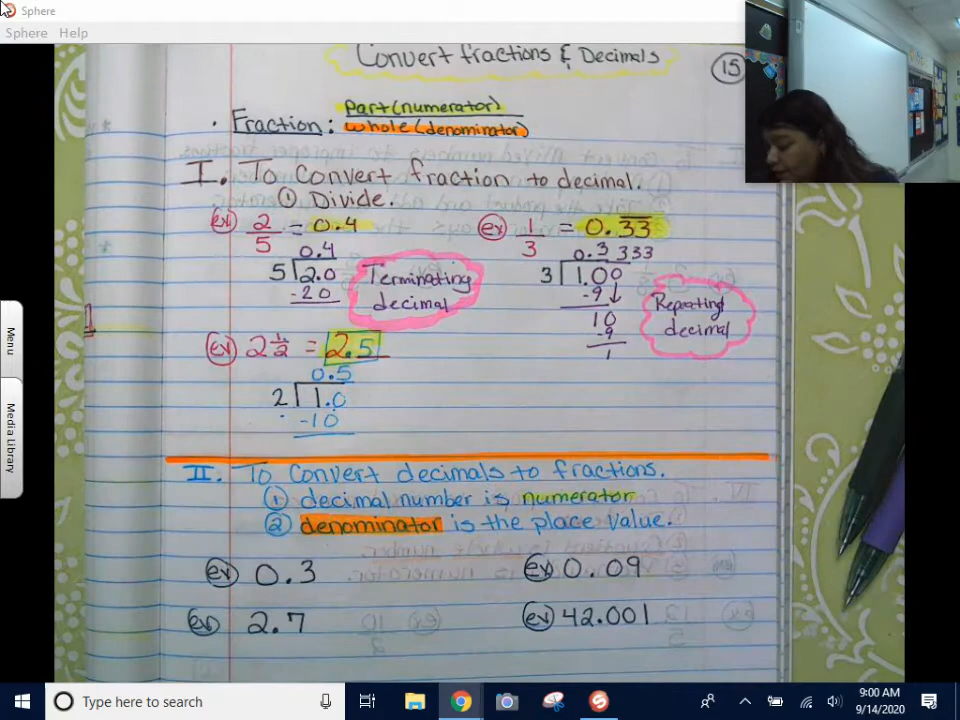 Sphere
Sphere Help
Convert fractions & Decimals
15
· Fraction: part(numerator)
whole(denominator)
I. To Convert fraction to decimal.
① Divide.
ex 2/5 = 0.4
0.4
5 2.0
-20
Terminating
decimal
ex 1/3 = 0.33
0.3 333
3 1.00
-9↓
10
-9
1
Repeating
decimal
ex 2 1/2 = 2.5
0.5
2 1.0
-10
II. To Convert decimals to fractions.
① decimal number is numerator
② denominator is the place value.
ex 0.3
ex 0.09
ex 2.7
ex 42.001
Menu
Media Library
Type here to search
9:00 AM
9/14/2020